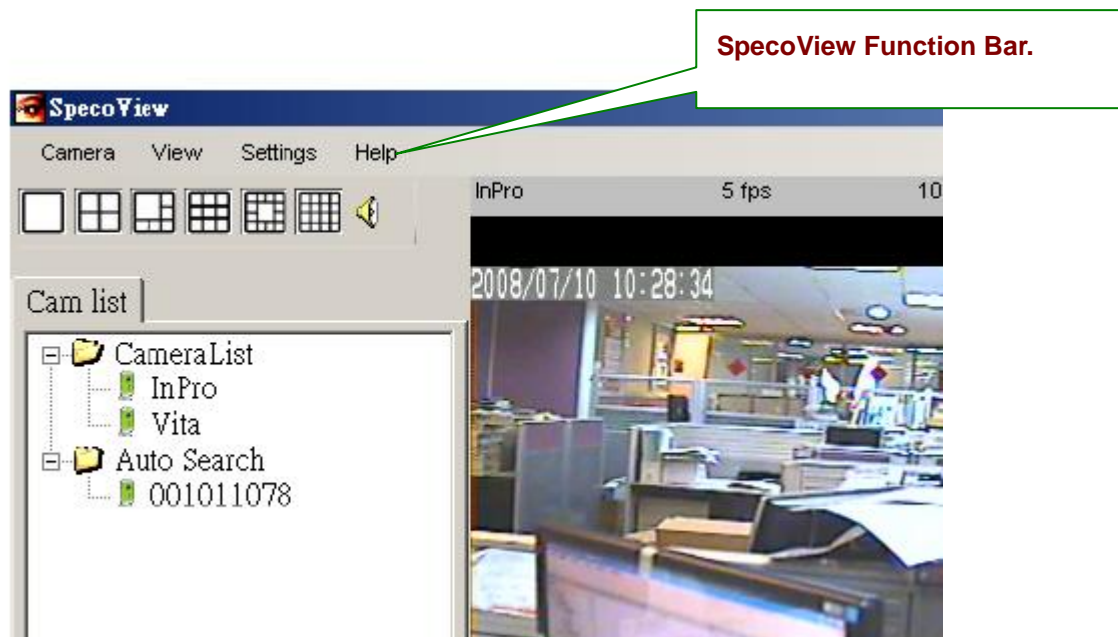 SpecoView Function Bar.
SpecoView
Camera View Settings Help
InPro 5 fps 10
2008/07/10 10:28:34
Cam list
CameraList
InPro
Vita
Auto Search
001011078